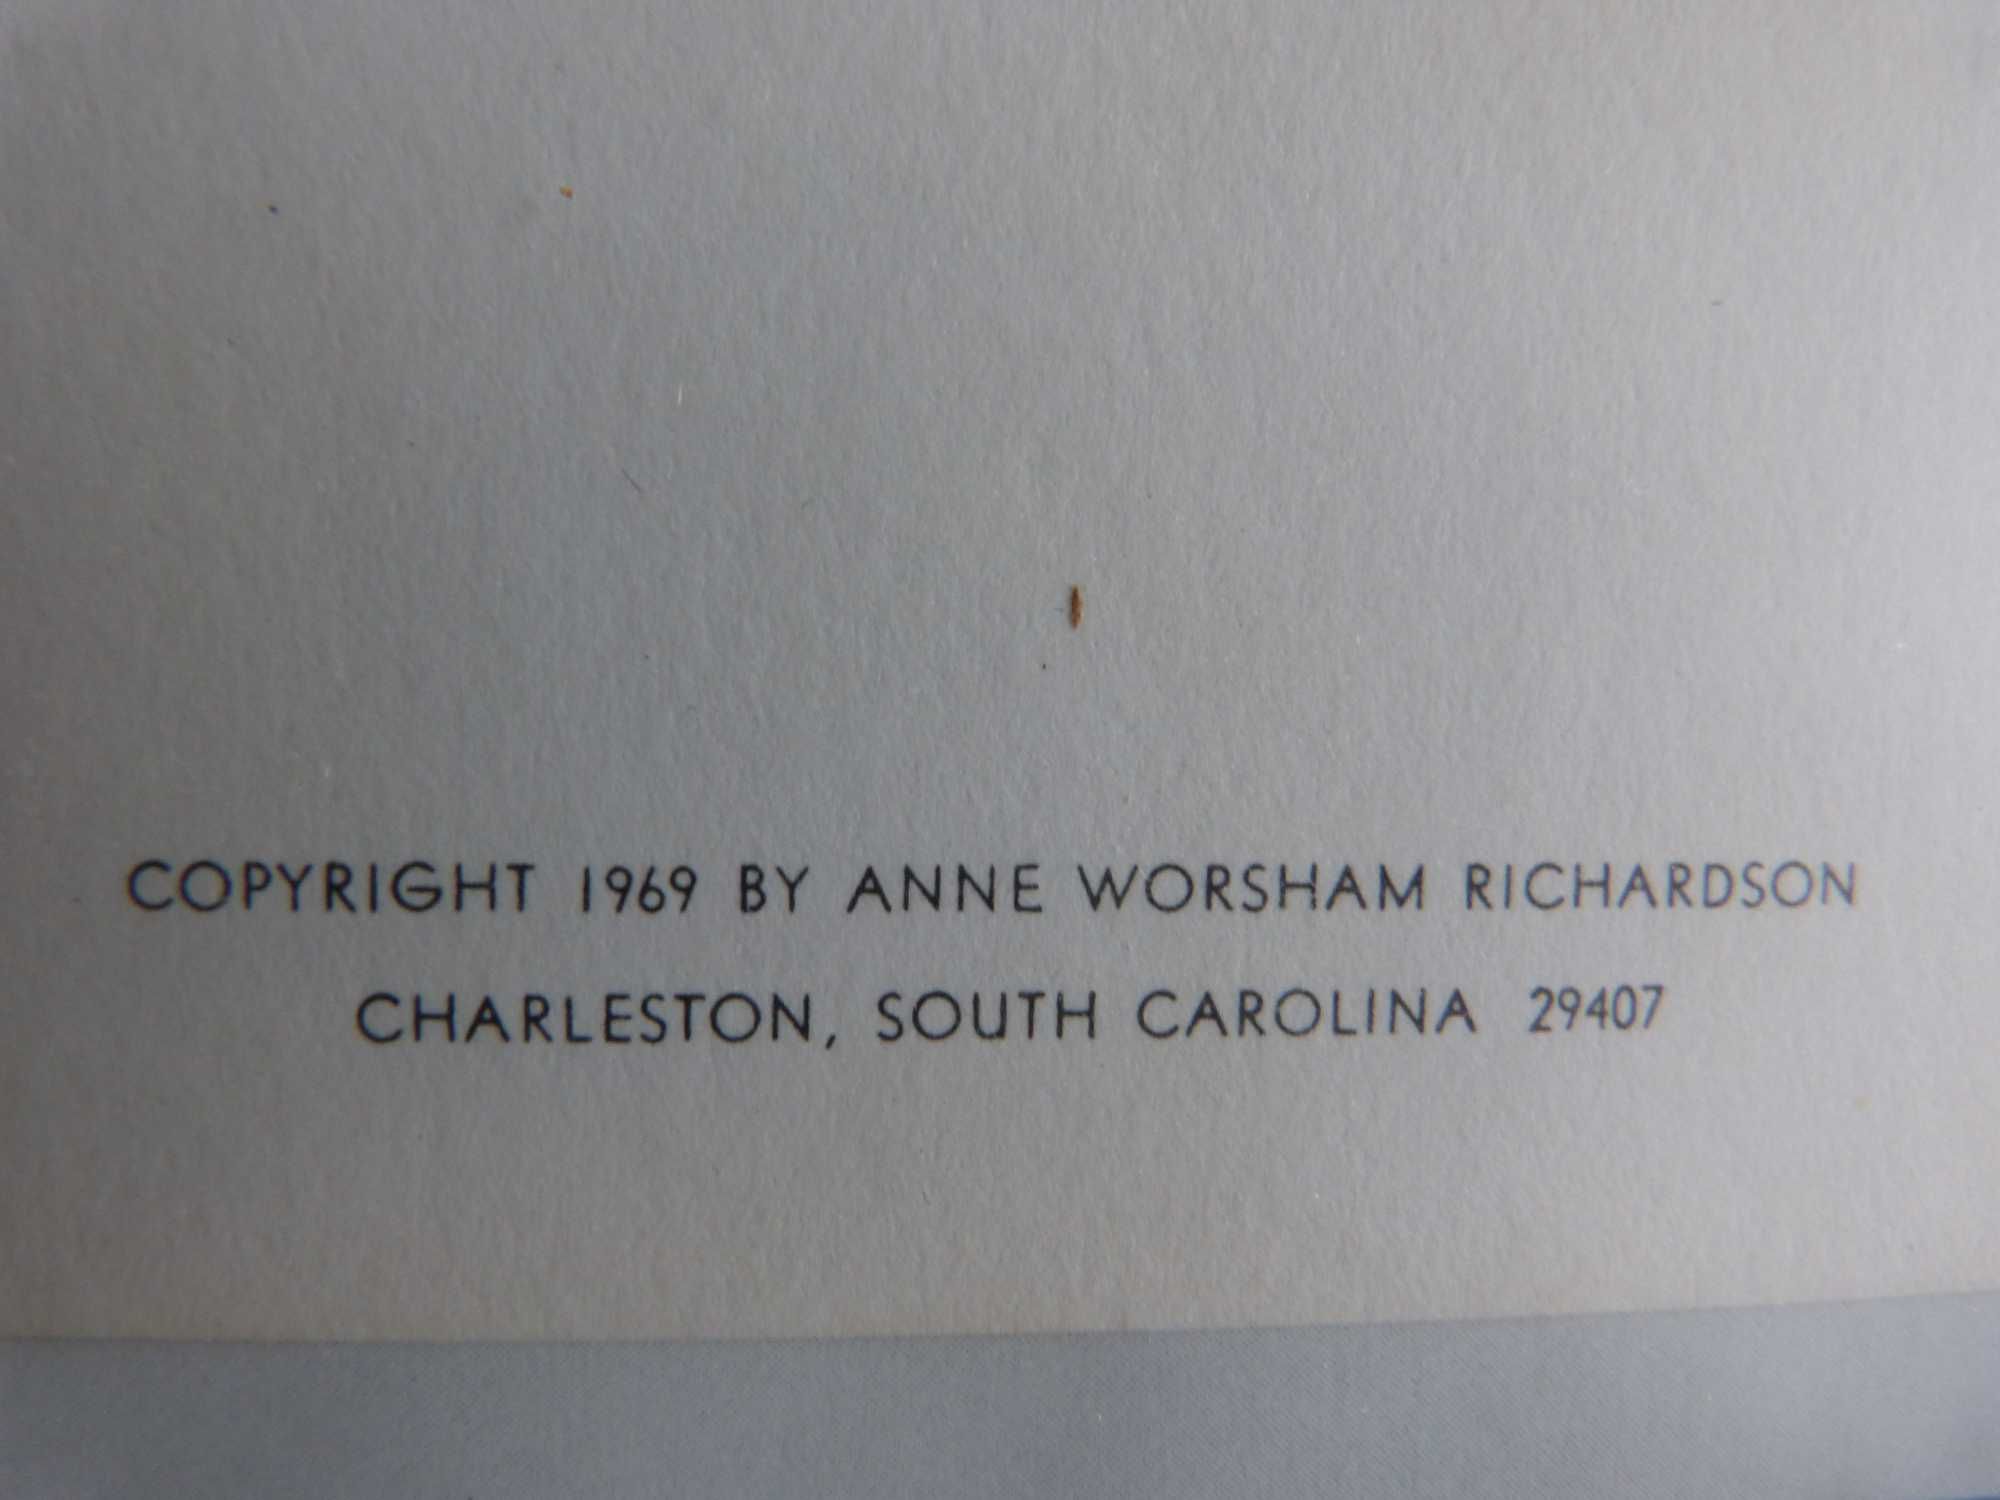 COPYRIGHT 1969 BY ANNE WORSHAM RICHARDSON
CHARLESTON, SOUTH CAROLINA 29407